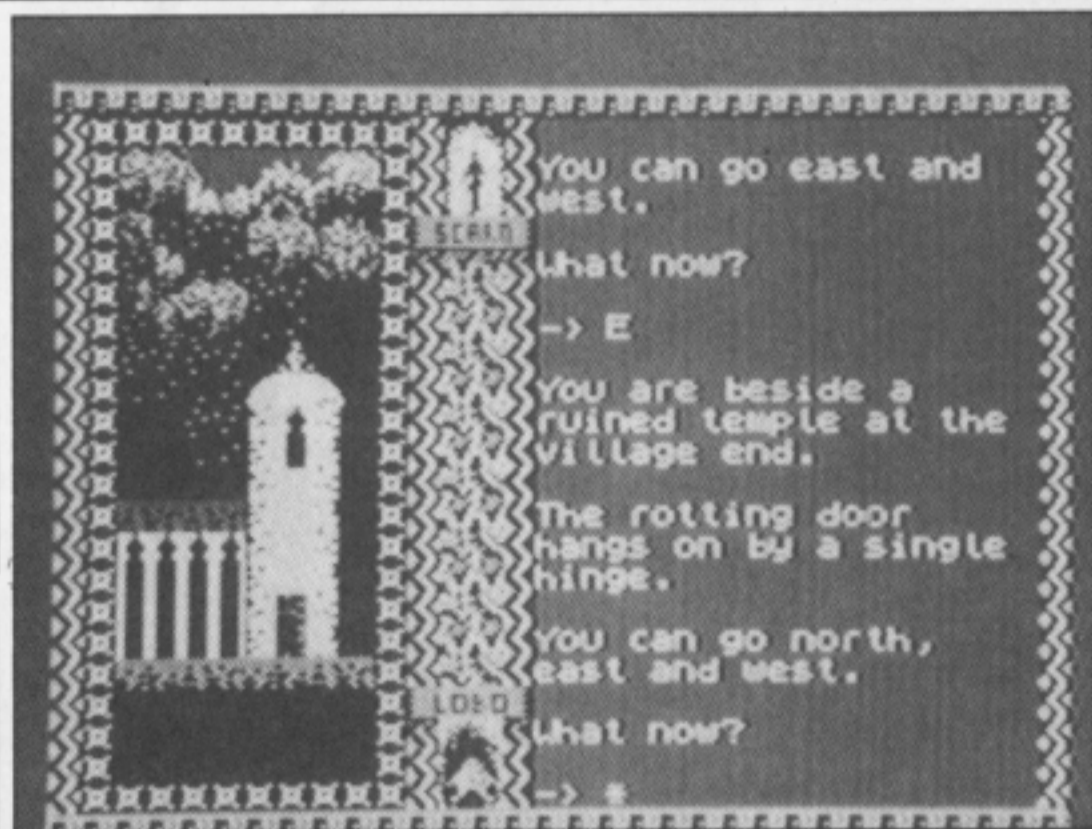 You can go east and
west.
What now?
-> E
You are beside a
ruined temple at the
village end.
The rotting door
hangs on by a single
hinge.
You can go north,
east and west.
What now?
-> *